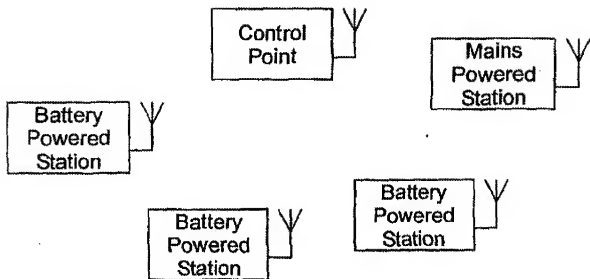 Control
Point
Mains
Powered
Station
Battery
Powered
Station
Battery
Powered
Station
Battery
Powered
Station